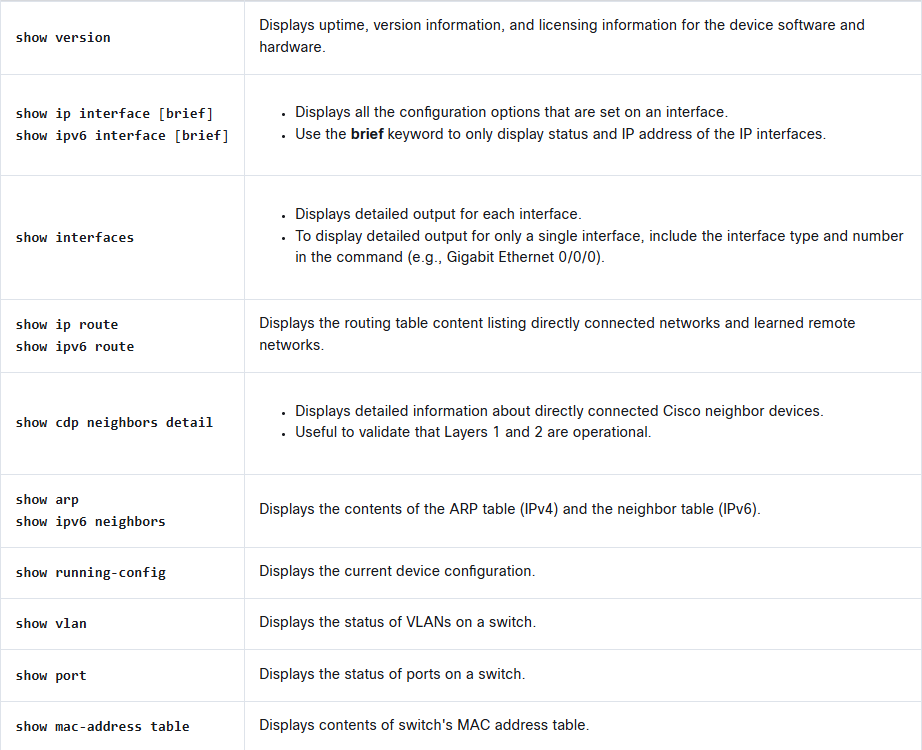 show version
Displays uptime, version information, and licensing information for the device software and
hardware.
show ip interface [brief]
show ipv6 interface [brief]
• Displays all the configuration options that are set on an interface.
• Use the brief keyword to only display status and IP address of the IP interfaces.
show interfaces
• Displays detailed output for each interface.
• To display detailed output for only a single interface, include the interface type and number
in the command (e.g., Gigabit Ethernet 0/0/0).
show ip route
show ipv6 route
Displays the routing table content listing directly connected networks and learned remote
networks.
show cdp neighbors detail
• Displays detailed information about directly connected Cisco neighbor devices.
• Useful to validate that Layers 1 and 2 are operational.
show arp
show ipv6 neighbors
Displays the contents of the ARP table (IPv4) and the neighbor table (IPv6).
show running-config
Displays the current device configuration.
show vlan
Displays the status of VLANs on a switch.
show port
Displays the status of ports on a switch.
show mac-address table
Displays contents of switch's MAC address table.